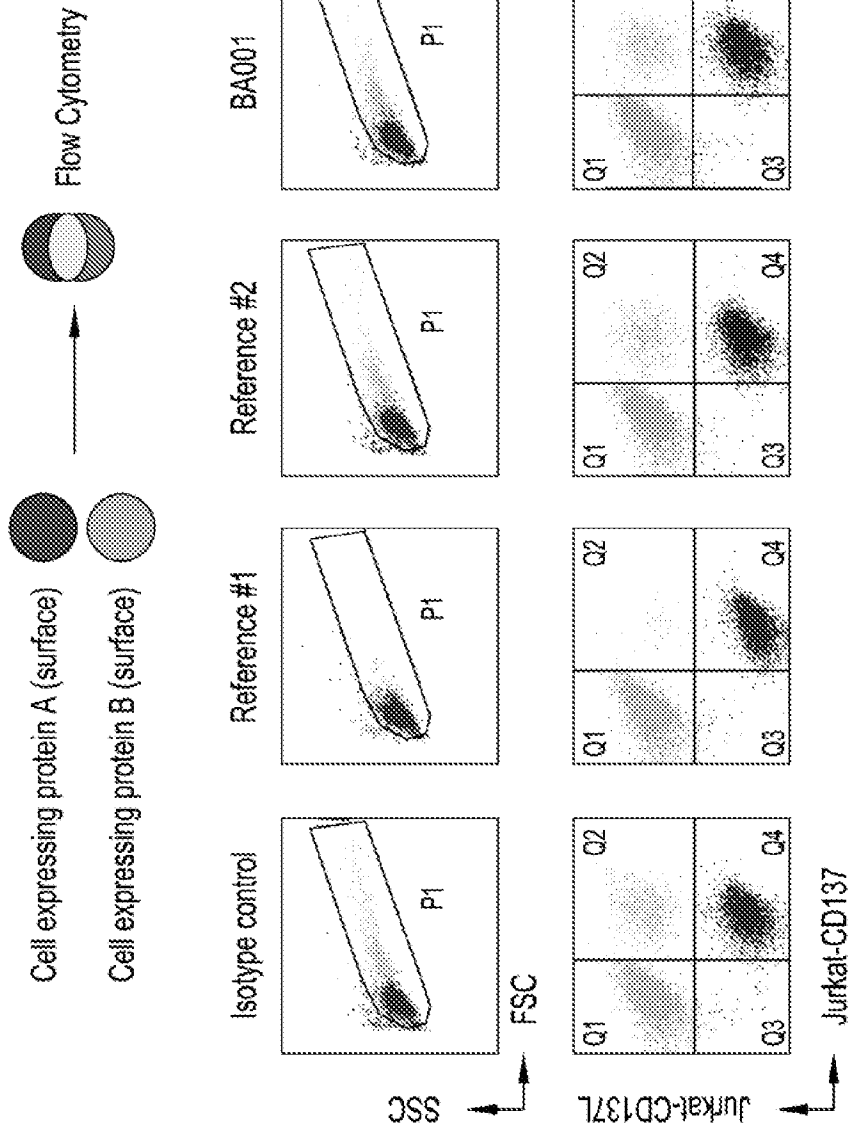 Cell expressing protein A (surface)
Cell expressing protein B (surface)
Flow Cytometry
Isotype control
Reference #1
Reference #2
BA001
SSC
P1
P1
P1
P1
FSC
Jurkat-CD137L
Q1
Q2
Q3
Q4
Q1
Q2
Q3
Q4
Q1
Q2
Q3
Q4
Q1
Q3
Jurkat-CD137